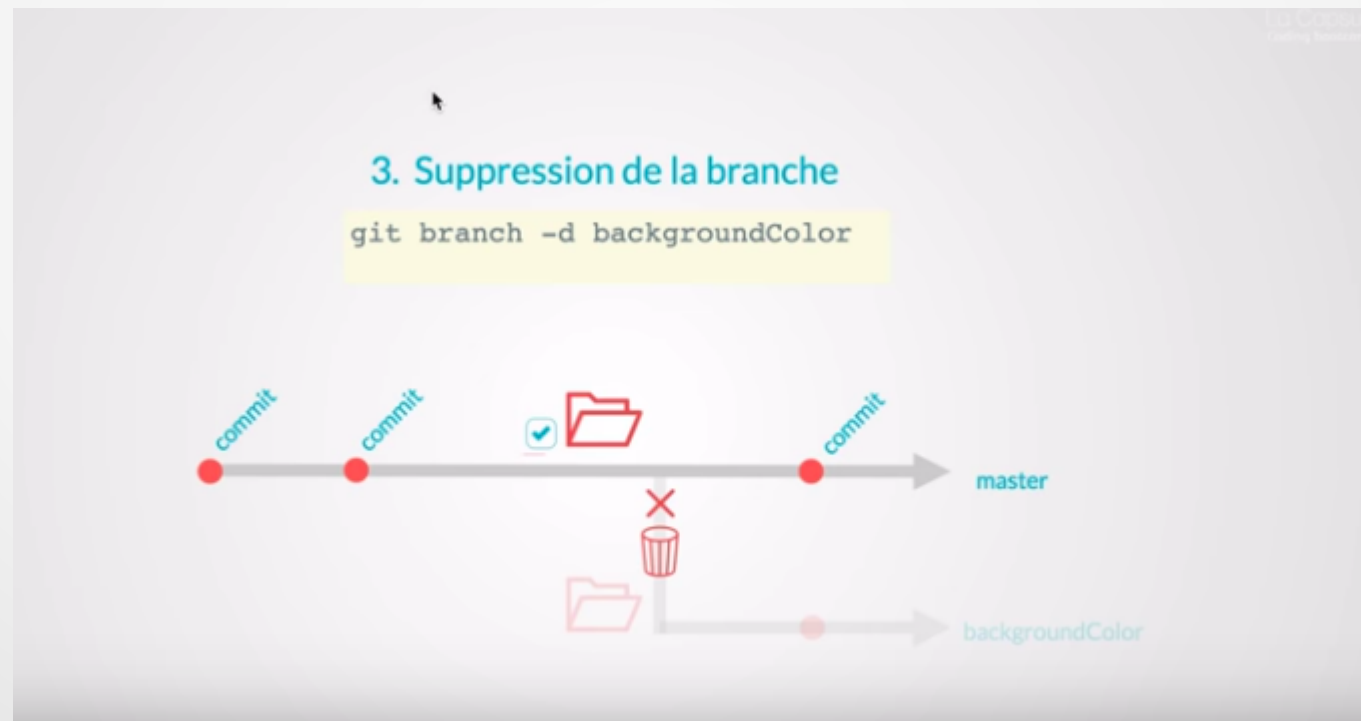 3. Suppression de la branche
git branch -d backgroundColor
commit
commit
commit
master
backgroundColor